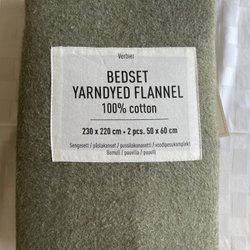 Verbier
BEDSET
YARNDYED FLANNEL
100% cotton
230 x 220 cm • 2 pcs. 50 x 60 cm
Sengesett / påslakanset / pussilakanasetti / voodipesukomplekt
Bomull / puuvilla / puuvill